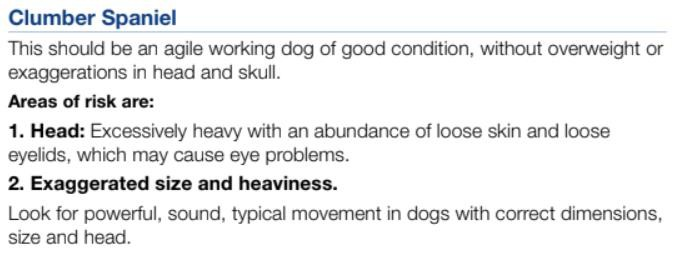 Clumber Spaniel
This should be an agile working dog of good condition, without overweight or
exaggerations in head and skull.
Areas of risk are:
1. Head: Excessively heavy with an abundance of loose skin and loose
eyelids, which may cause eye problems.
2. Exaggerated size and heaviness.
Look for powerful, sound, typical movement in dogs with correct dimensions,
size and head.